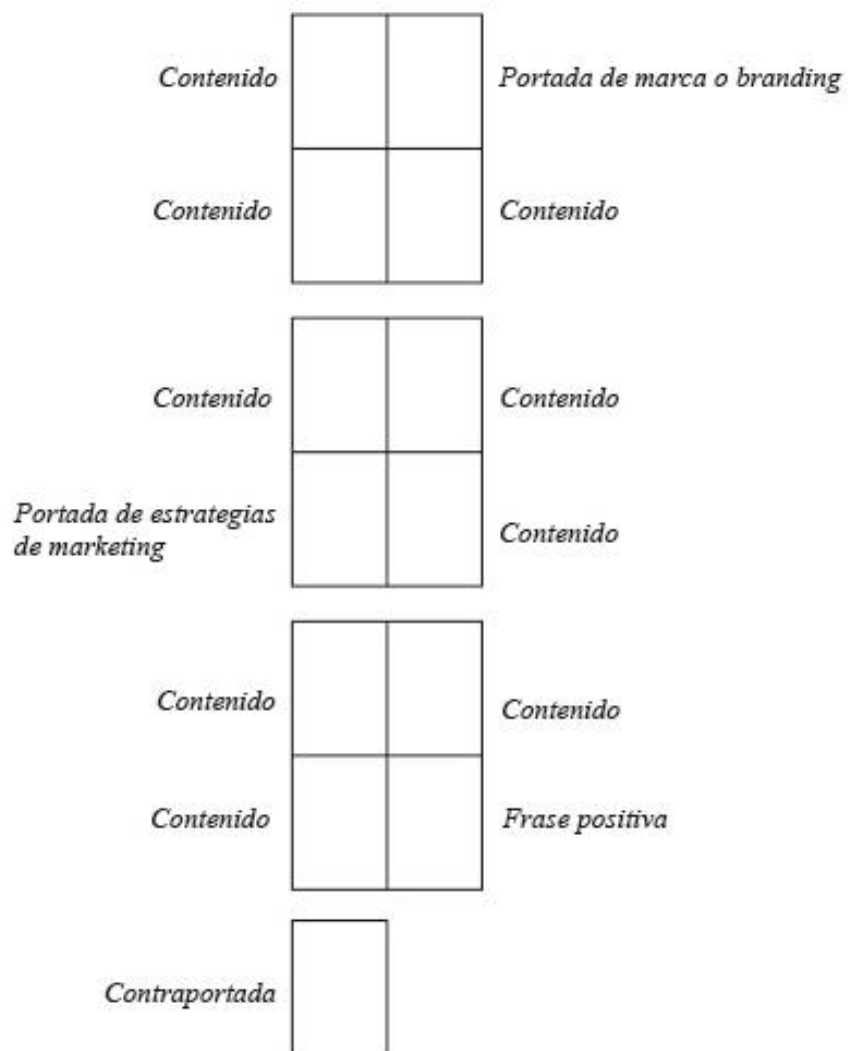 Contenido
Portada de marca o branding
Contenido
Contenido
Contenido
Contenido
Portada de estrategias
de marketing
Contenido
Contenido
Contenido
Contenido
Frase positiva
Contraportada